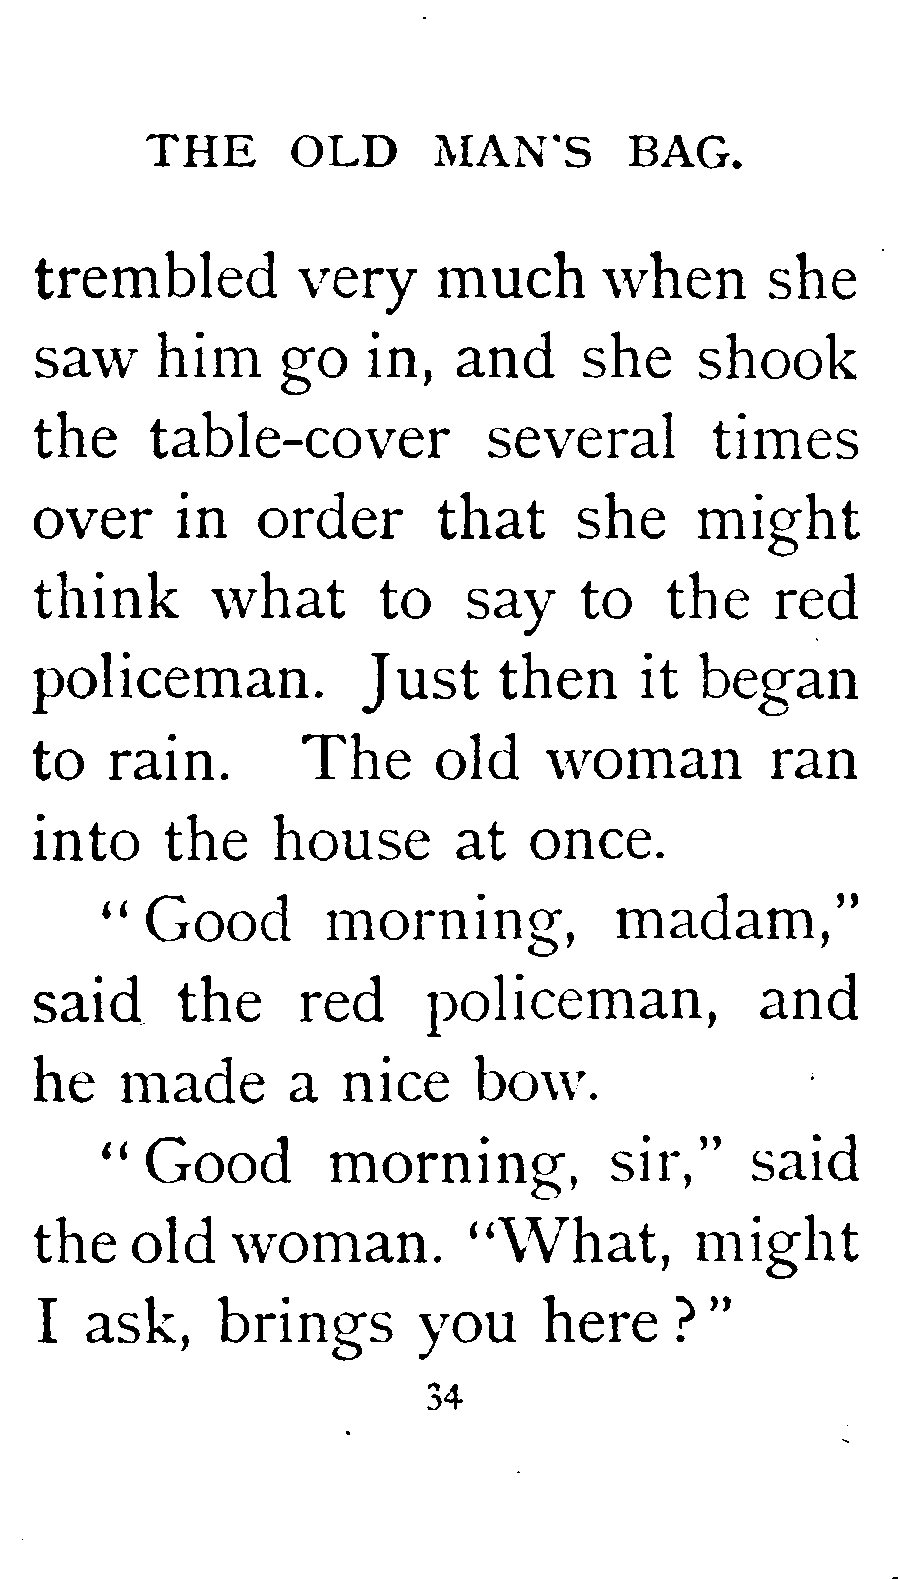 THE OLD MAN'S BAG.
trembled very much when she
saw him go in, and she shook
the table-cover several times
over in order that she might
think what to say to the red
policeman. Just then it began
to rain. The old woman ran
into the house at once.
“Good morning, madam,”
said the red policeman, and
he made a nice bow.
“Good morning, sir,” said
the old woman. “What, might
I ask, brings you here?”
34